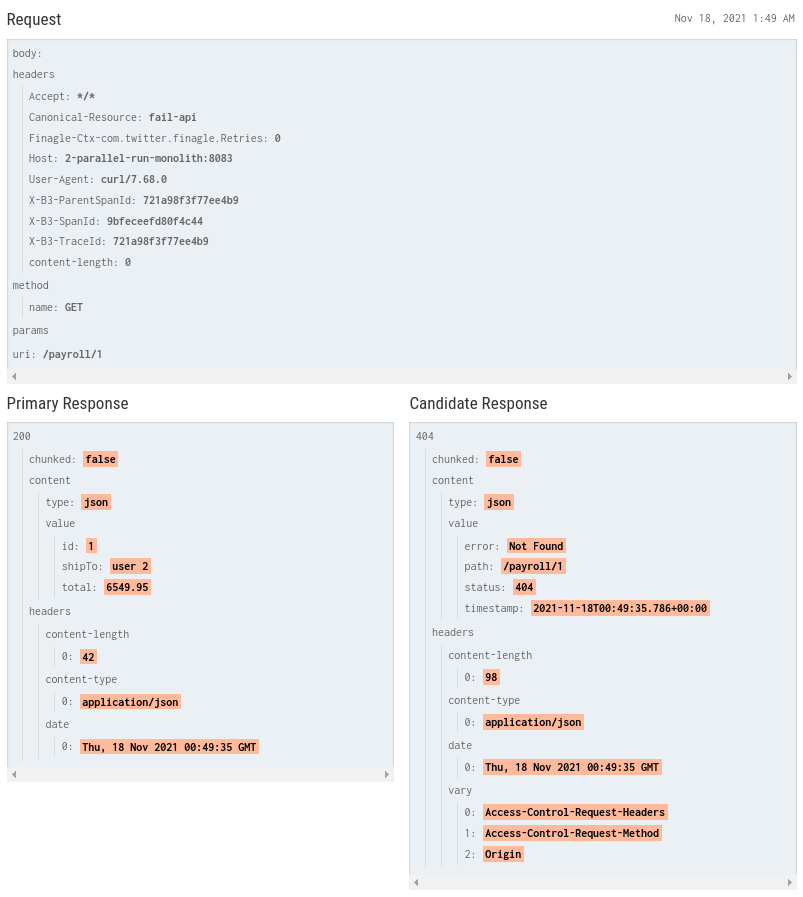 Request
Nov 18, 2021 1:49 AM
body:
headers
Accept: */*
Canonical-Resource: fail-api
Finagle-Ctx-com.twitter.finagle.Retries: 0
Host: 2-parallel-run-monolith:8083
User-Agent: curl/7.68.0
X-B3-ParentSpanId: 721a98f3f77ee4b9
X-B3-SpanId: 9bfeceefd80f4c44
X-B3-TraceId: 721a98f3f77ee4b9
content-length: 0
method
name: GET
params
uri: /payroll/1
Primary Response
200
chunked: false
content
type: json
value
id: 1
shipTo: user 2
total: 6549.95
headers
content-length
0: 42
content-type
0: application/json
date
0: Thu, 18 Nov 2021 00:49:35 GMT
Candidate Response
404
chunked: false
content
type: json
value
error: Not Found
path: /payroll/1
status: 404
timestamp: 2021-11-18T00:49:35.786+00:00
headers
content-length
0: 98
content-type
0: application/json
date
0: Thu, 18 Nov 2021 00:49:35 GMT
vary
0: Access-Control-Request-Headers
1: Access-Control-Request-Method
2: Origin